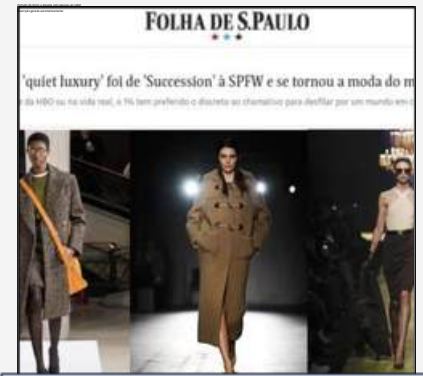 FOLHA DE S.PAULO
'quiet luxury' foi de 'Succession' à SPFW e se tornou a moda do m
da HBO ou na vida real, o 1% tem preferido o discreto ao chamativo para desfilar por um mundo em c